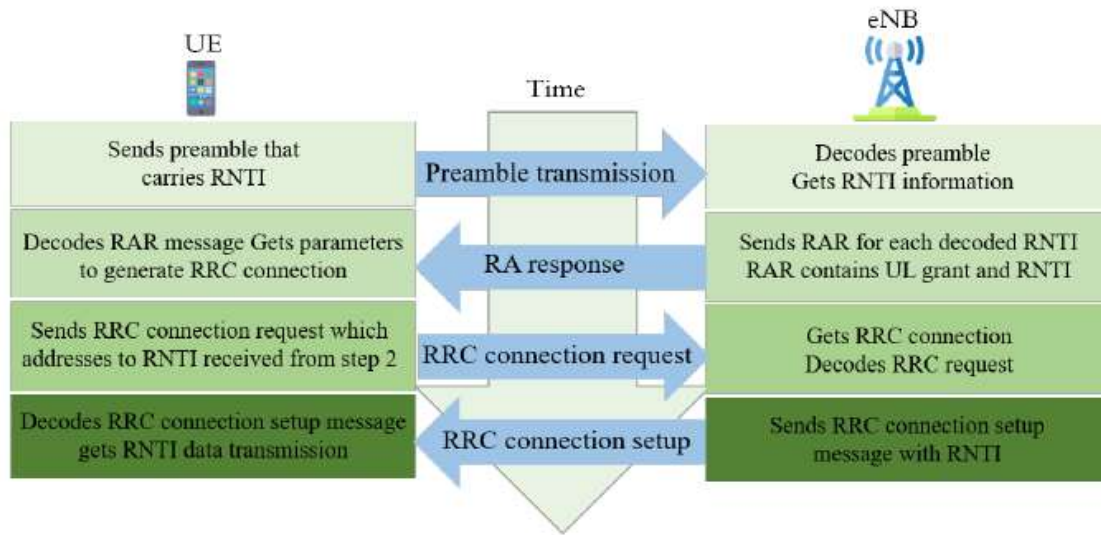 UE
eNB
Time
Sends preamble that
carries RNTI
Preamble transmission
Decodes preamble
Gets RNTI information
Decodes RAR message Gets parameters
to generate RRC connection
RA response
Sends RAR for each decoded RNTI
RAR contains UL grant and RNTI
Sends RRC connection request which
addresses to RNTI received from step 2
RRC connection request
Gets RRC connection
Decodes RRC request
Decodes RRC connection setup message
gets RNTI data transmission
RRC connection setup
Sends RRC connection setup
message with RNTI